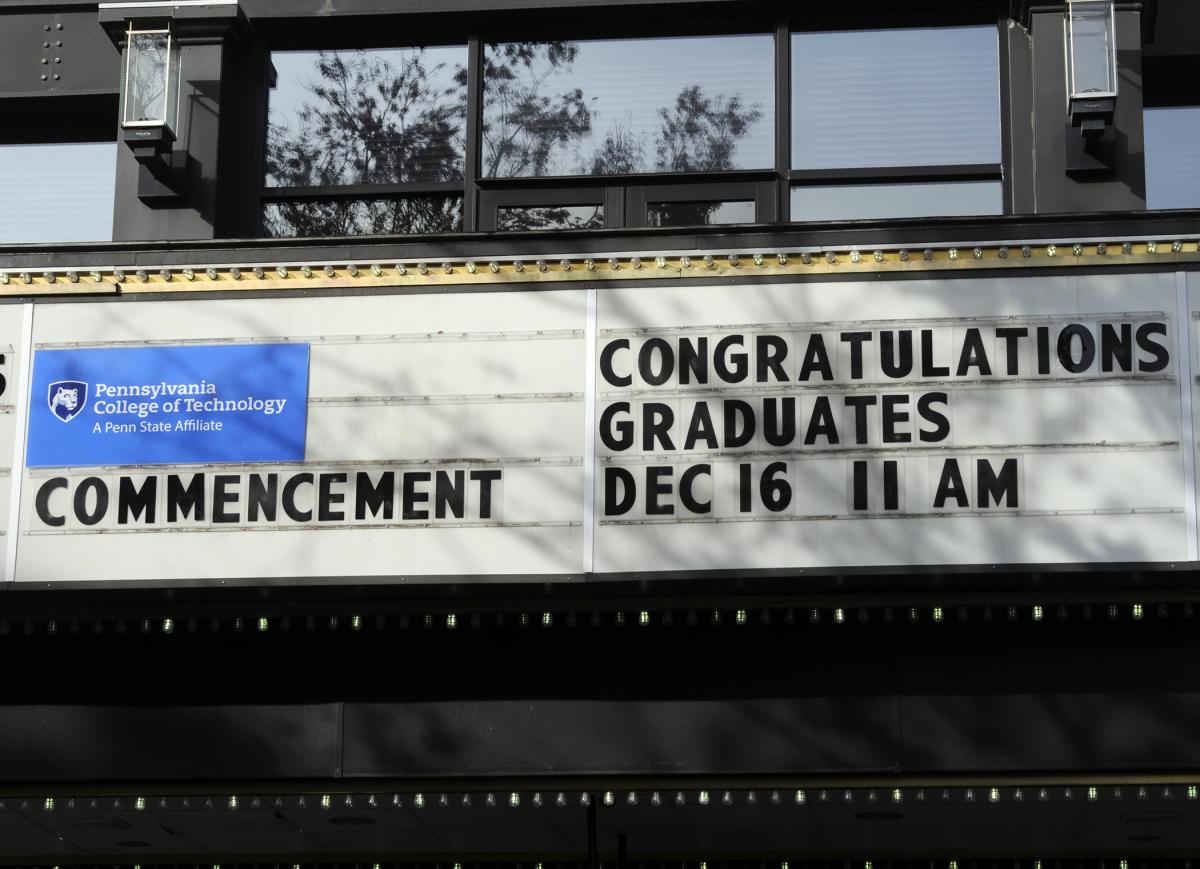 Pennsylvania
College of Technology
A Penn State Affiliate
COMMENCEMENT
CONGRATULATIONS
GRADUATES
DEC 16 11 AM